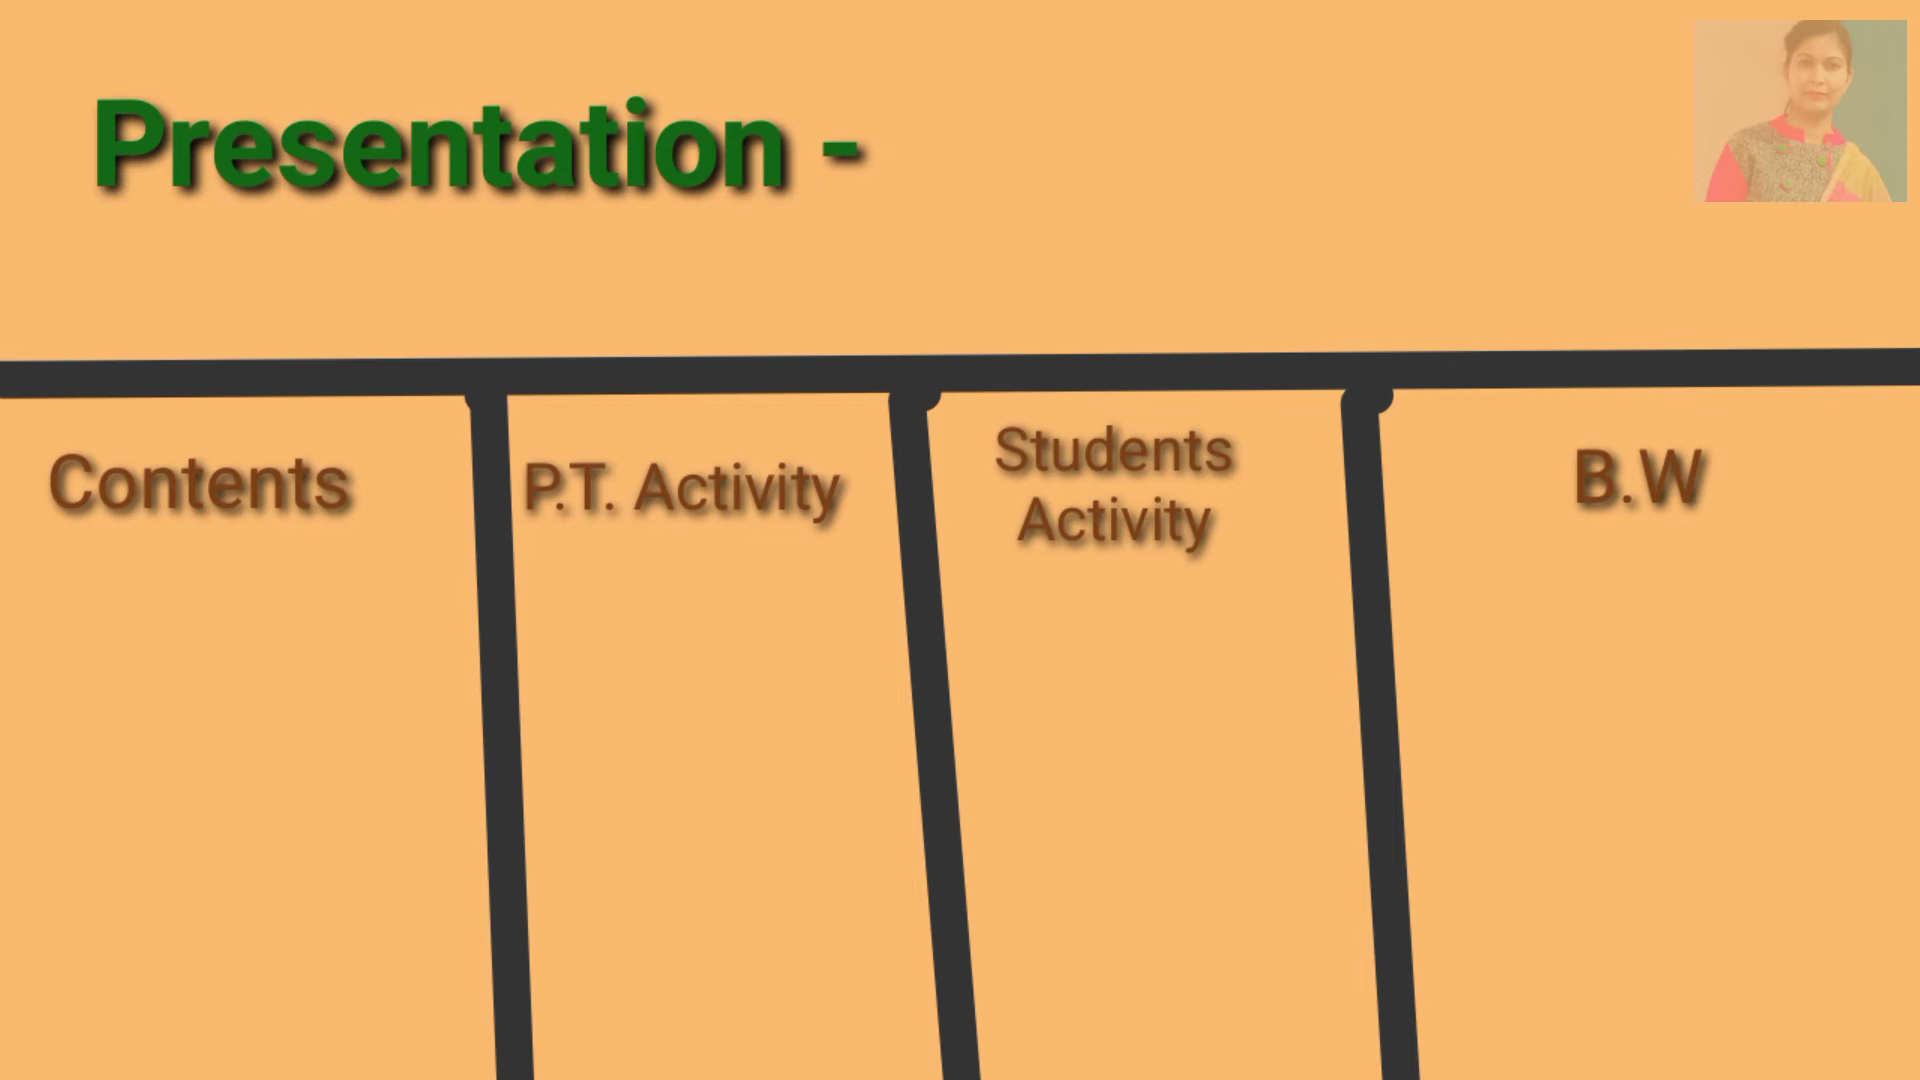 Presentation -
Contents
P.T. Activity
Students
Activity
B.W